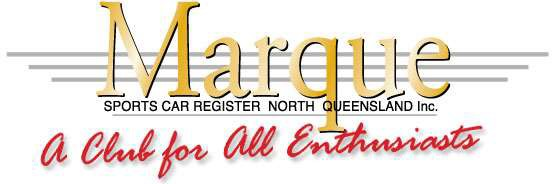 Marque
SPORTS CAR REGISTER NORTH QUEENSLAND Inc.
A Club for All Enthusiasts